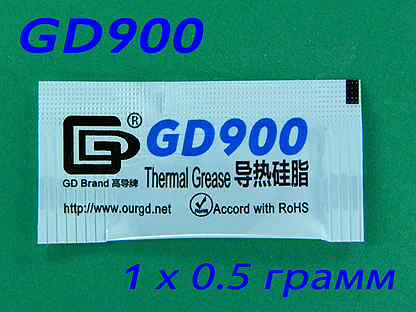 GD900
® GD900
GD Brand 高导牌 Thermal Grease 导热硅脂
http://www.ourgd.net Accord with RoHS
1 x 0.5 грамм